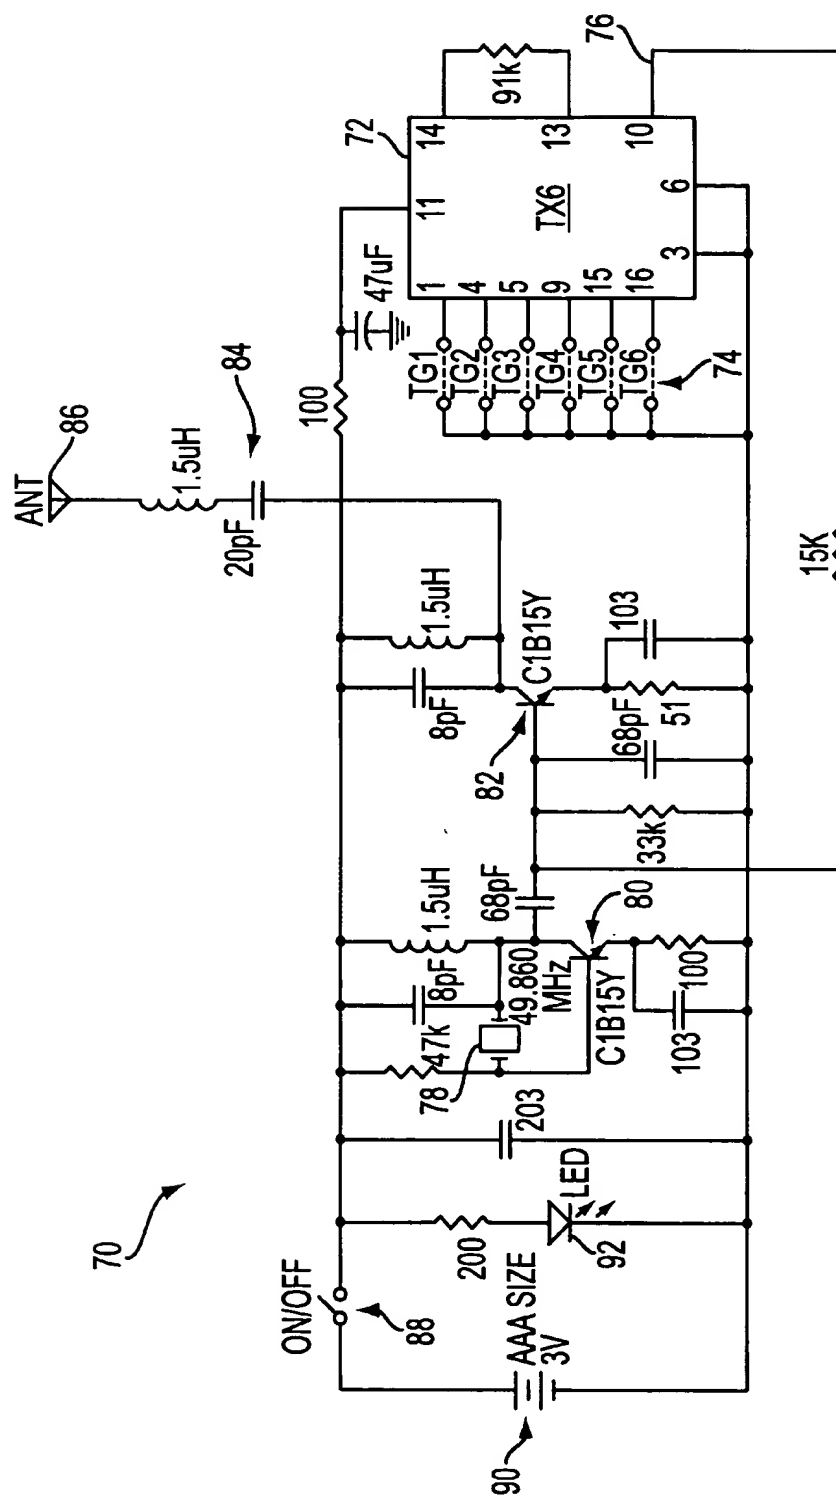 70
ON/OFF
88
AAA SIZE
3V
90
200
LED
92
203
47k
78
8pF
1.5uH
49.860
MHz
C1B15Y
80
103
100
68pF
33k
68pF
8pF
1.5uH
82
C1B15Y
51
103
15K
ANT
86
1.5uH
20pF
84
100
47uF
TG1
TG2
TG3
TG4
TG5
TG6
74
72
11
14
91k
13
10
76
TX6
1
4
5
9
15
16
3
6